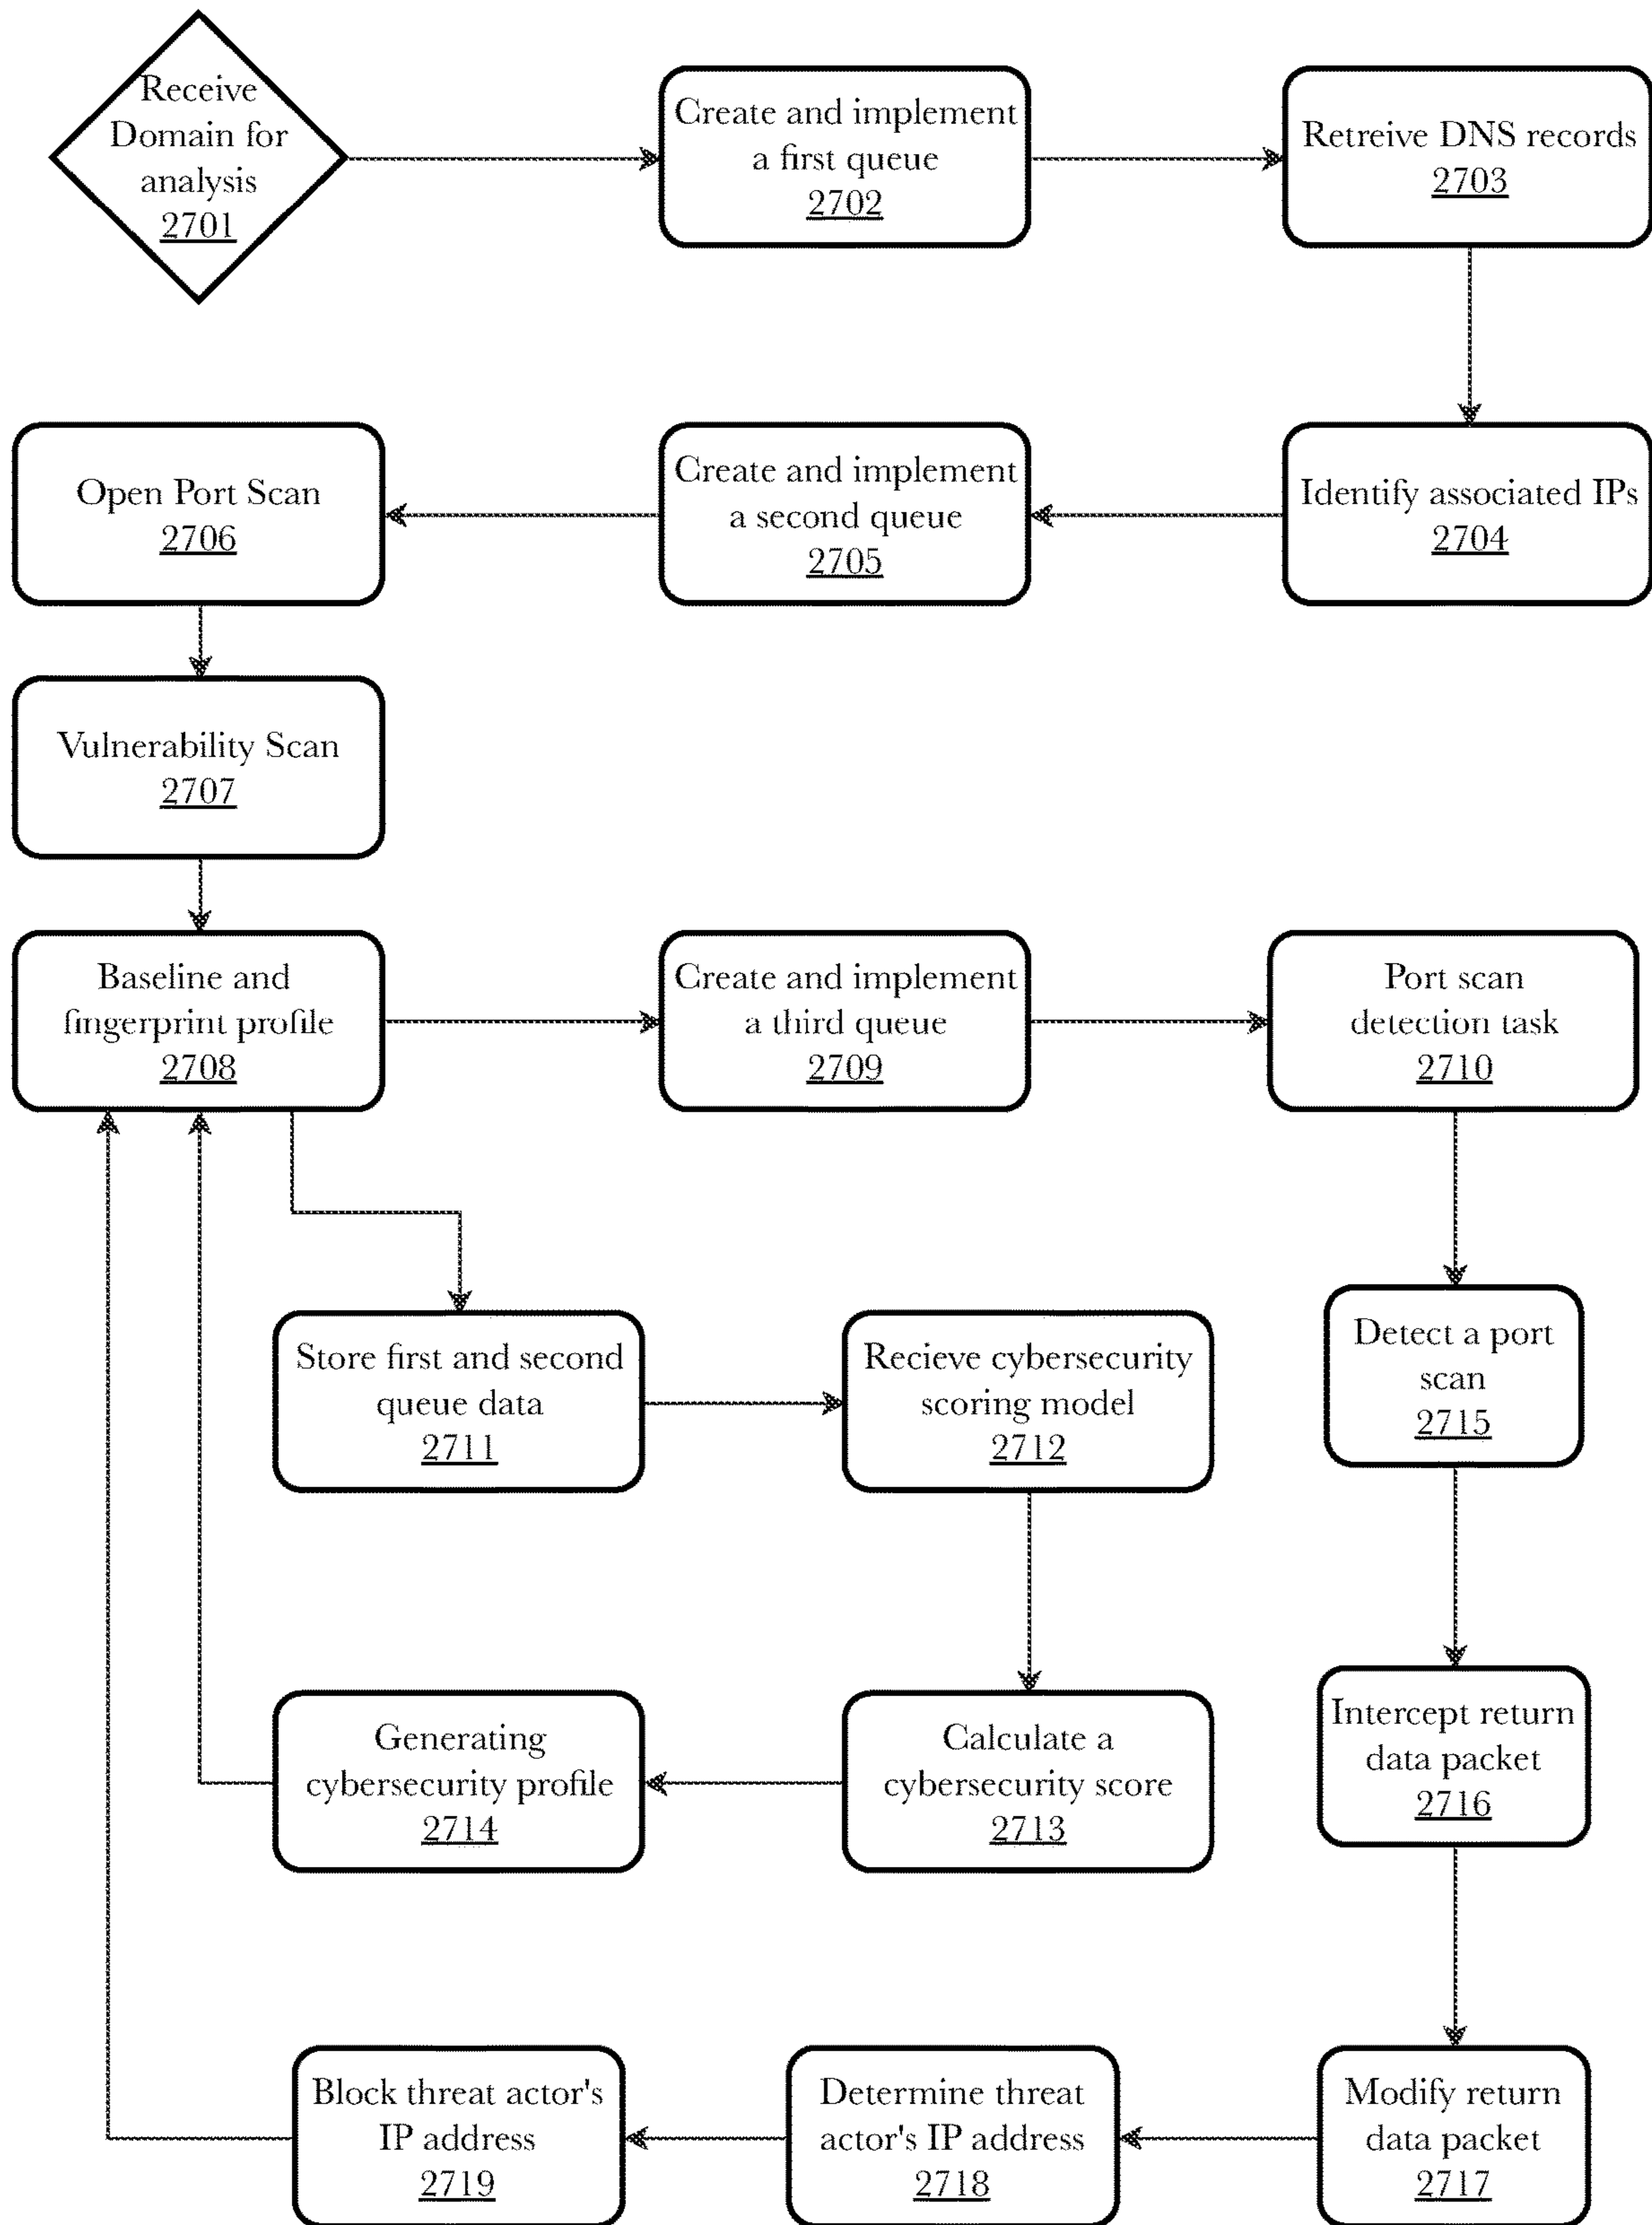 Receive
Domain for
analysis
2701
Create and implement
a first queue
2702
Retreive DNS records
2703
Identify associated IPs
2704
Create and implement
a second queue
2705
Open Port Scan
2706
Vulnerability Scan
2707
Baseline and
fingerprint profile
2708
Create and implement
a third queue
2709
Port scan
detection task
2710
Store first and second
queue data
2711
Recieve cybersecurity
scoring model
2712
Calculate a
cybersecurity score
2713
Generating
cybersecurity profile
2714
Detect a port
scan
2715
Intercept return
data packet
2716
Modify return
data packet
2717
Determine threat
actor's IP address
2718
Block threat actor's
IP address
2719